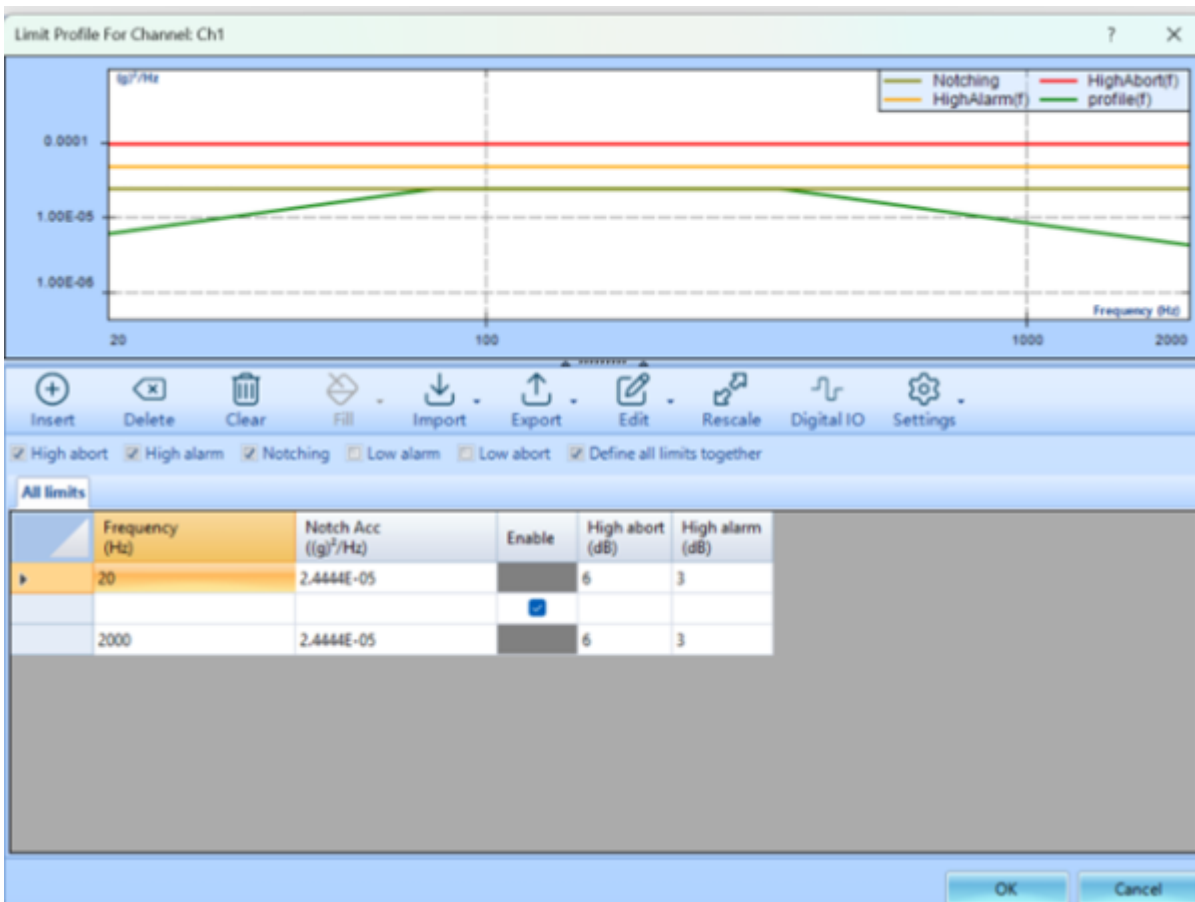 Limit Profile For Channel: Ch1 ? ×
(g)²/Hz
Notching HighAbort(f)
HighAlarm(f) profile(f)
0.0001
1.00E-05
1.00E-06
Frequency (Hz)
20 100 1000 2000
Insert Delete Clear Fill Import Export Edit Rescale Digital IO Settings
High abort High alarm Notching Low alarm Low abort Define all limits together
All limits
Frequency Notch Acc Enable High abort High alarm
(Hz) ((g)²/Hz) (dB) (dB)
20 2.4444E-05 6 3
2000 2.4444E-05 6 3
OK Cancel